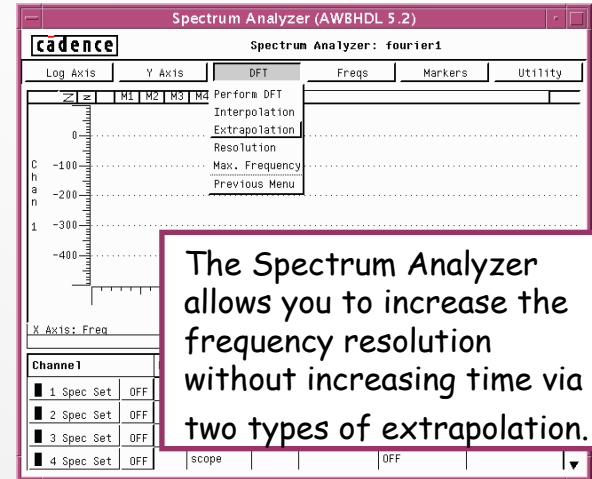 Spectrum Analyzer (AWBHDL 5.2)
cadence Spectrum Analyzer: fourier1
Log Axis Y Axis DFT Freqs Markers Utility
Z z M1 M2 M3 M4
Perform DFT
Interpolation
Extrapolation
Resolution
Max. Frequency
Previous Menu
Chan 1
0
-100
-200
-300
-400
X Axis: Freq
The Spectrum Analyzer
allows you to increase the
frequency resolution
without increasing time via
two types of extrapolation.
Channel
1 Spec Set OFF
2 Spec Set OFF
3 Spec Set OFF
4 Spec Set OFF scope OFF